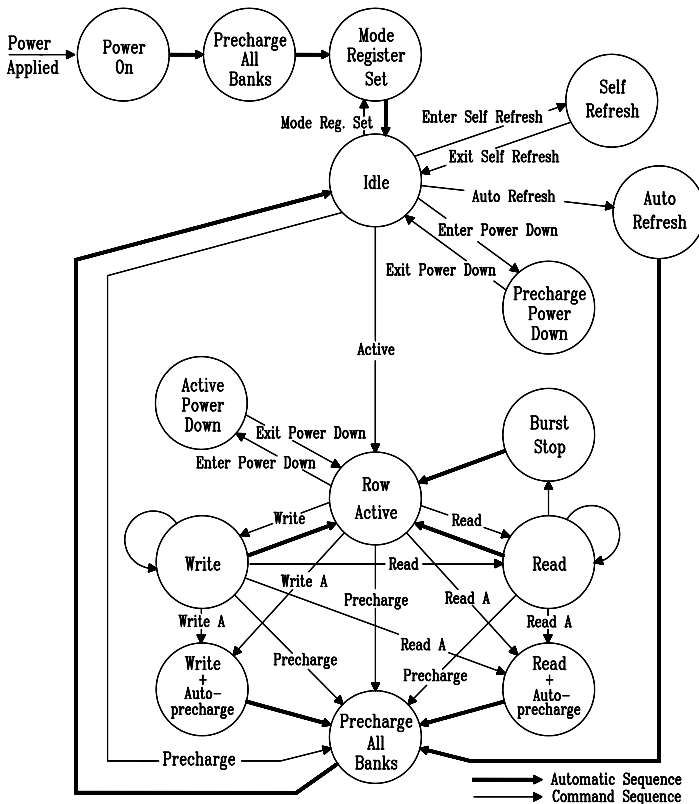 Power
Applied
Power
On
Precharge
All
Banks
Mode
Register
Set
Mode Reg. Set
Enter Self Refresh
Exit Self Refresh
Self
Refresh
Idle
Auto Refresh
Auto
Refresh
Enter Power Down
Exit Power Down
Precharge
Power
Down
Active
Active
Power
Down
Exit Power Down
Enter Power Down
Burst
Stop
Row
Active
Write
Read
Write
Read
Read
Write A
Precharge
Read A
Write A
Read A
Read A
Write
+
Auto-
precharge
Precharge
Precharge
Read
+
Auto-
precharge
Precharge
All
Banks
Precharge
Automatic Sequence
Command Sequence